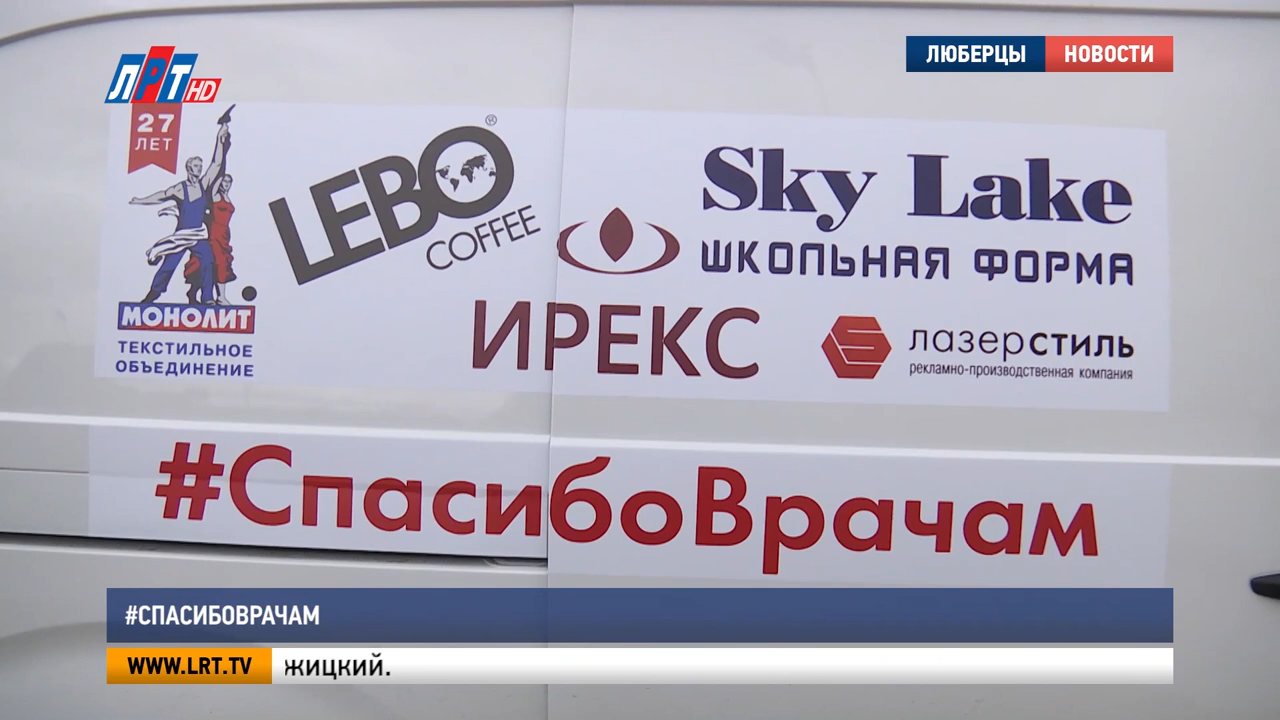 ЛРТ HD
ЛЮБЕРЦЫ НОВОСТИ
27
ЛЕТ
МОНОЛИТ
ТЕКСТИЛЬНОЕ
ОБЪЕДИНЕНИЕ
LEBO®
COFFEE
Sky Lake
ШКОЛЬНАЯ ФОРМА
ИРЕКС
лазерстиль
рекламно-производственная компания
#СпасибоВрачам
#СПАСИБОВРАЧАМ
WWW.LRT.TV жицкий.